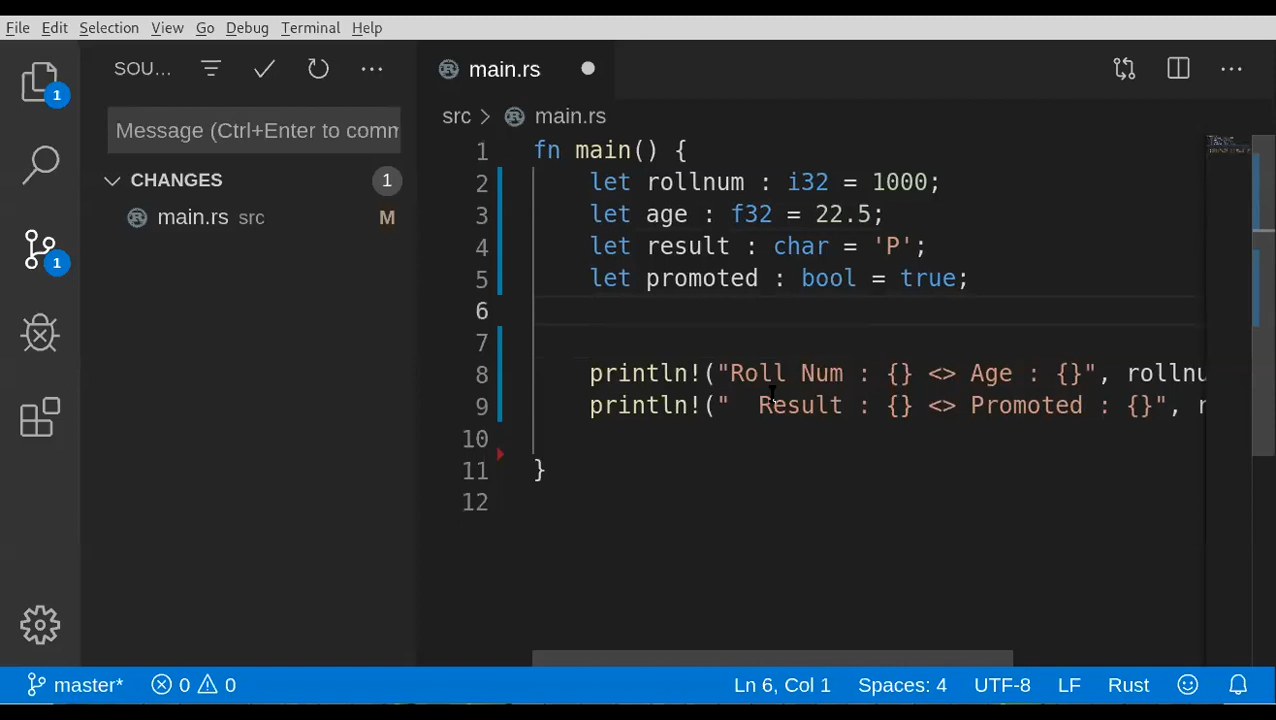 File Edit Selection View Go Debug Terminal Help
SOU...
main.rs
1
src > main.rs
Message (Ctrl+Enter to comm
1 fn main() {
CHANGES 1
2 let rollnum : i32 = 1000;
main.rs src M
3 let age : f32 = 22.5;
4 let result : char = 'P';
1
5 let promoted : bool = true;
6
7
8 println!("Roll Num : {} <> Age : {}", rollnu
9 println!("  Result : {} <> Promoted : {}", r
10
11 }
12
master* 0 0 Ln 6, Col 1 Spaces: 4 UTF-8 LF Rust